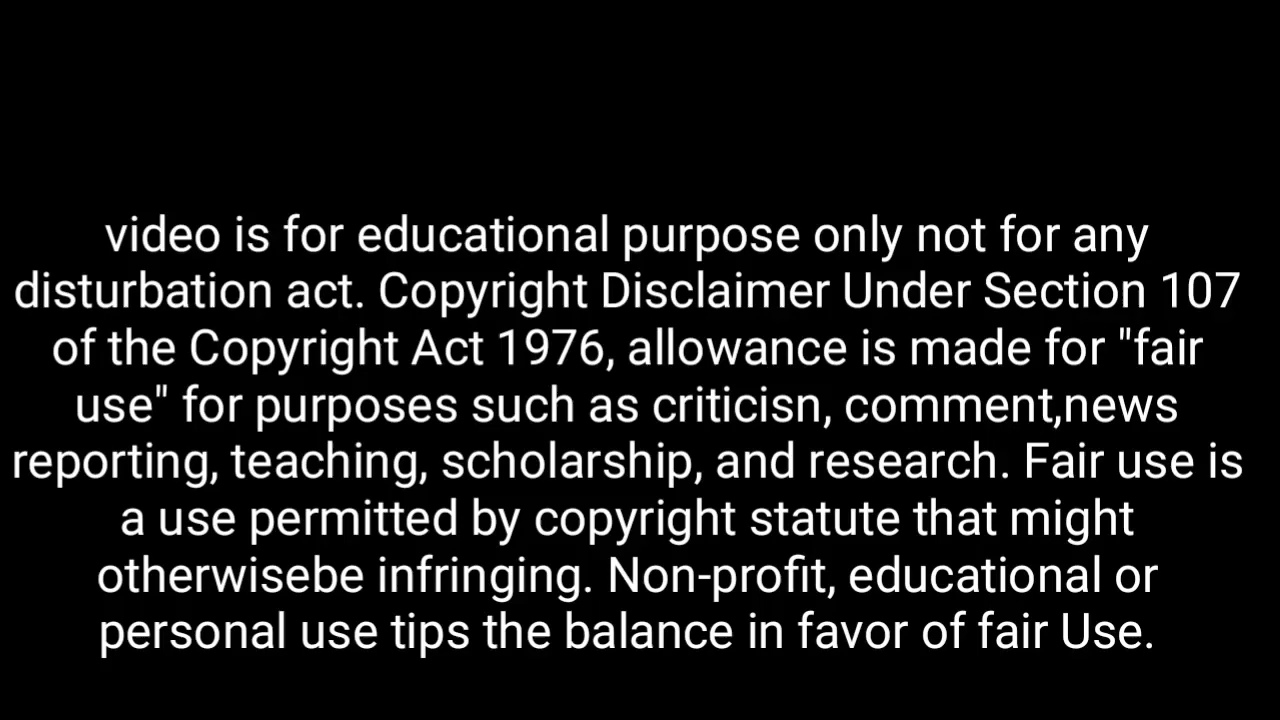 video is for educational purpose only not for any
disturbation act. Copyright Disclaimer Under Section 107
of the Copyright Act 1976, allowance is made for "fair
use" for purposes such as criticisn, comment,news
reporting, teaching, scholarship, and research. Fair use is
a use permitted by copyright statute that might
otherwisebe infringing. Non-profit, educational or
personal use tips the balance in favor of fair Use.